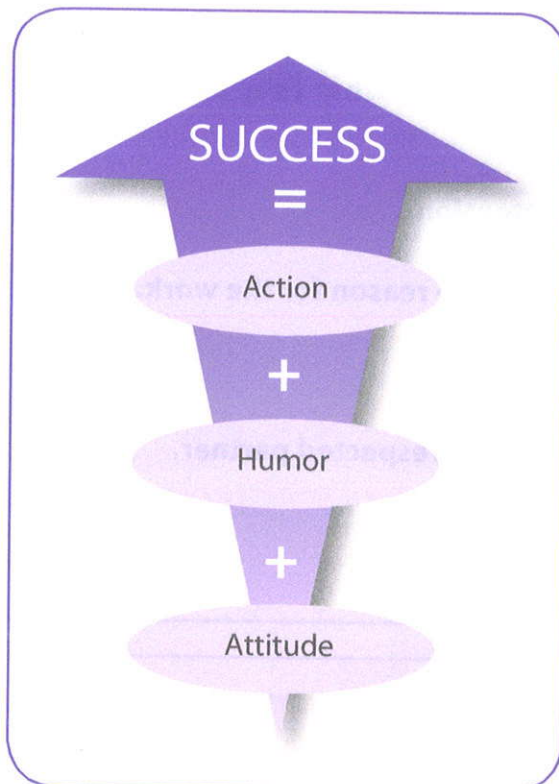 SUCCESS
=
Action
+
Humor
+
Attitude